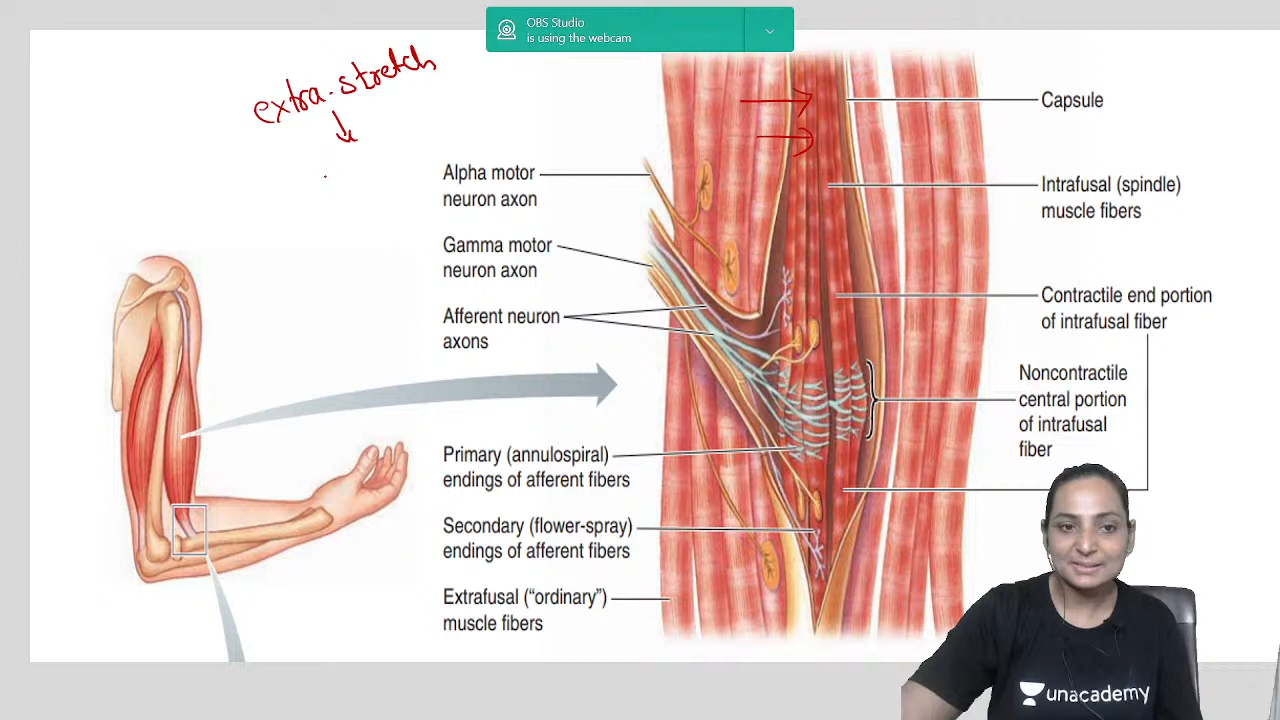 OBS Studio
is using the webcam
extra-stretch
Capsule
Alpha motor
neuron axon
Intrafusal (spindle)
muscle fibers
Gamma motor
neuron axon
Contractile end portion
of intrafusal fiber
Afferent neuron
axons
Noncontractile
central portion
of intrafusal
fiber
Primary (annulospiral)
endings of afferent fibers
Secondary (flower-spray)
endings of afferent fibers
Extrafusal (“ordinary”)
muscle fibers
unacademy